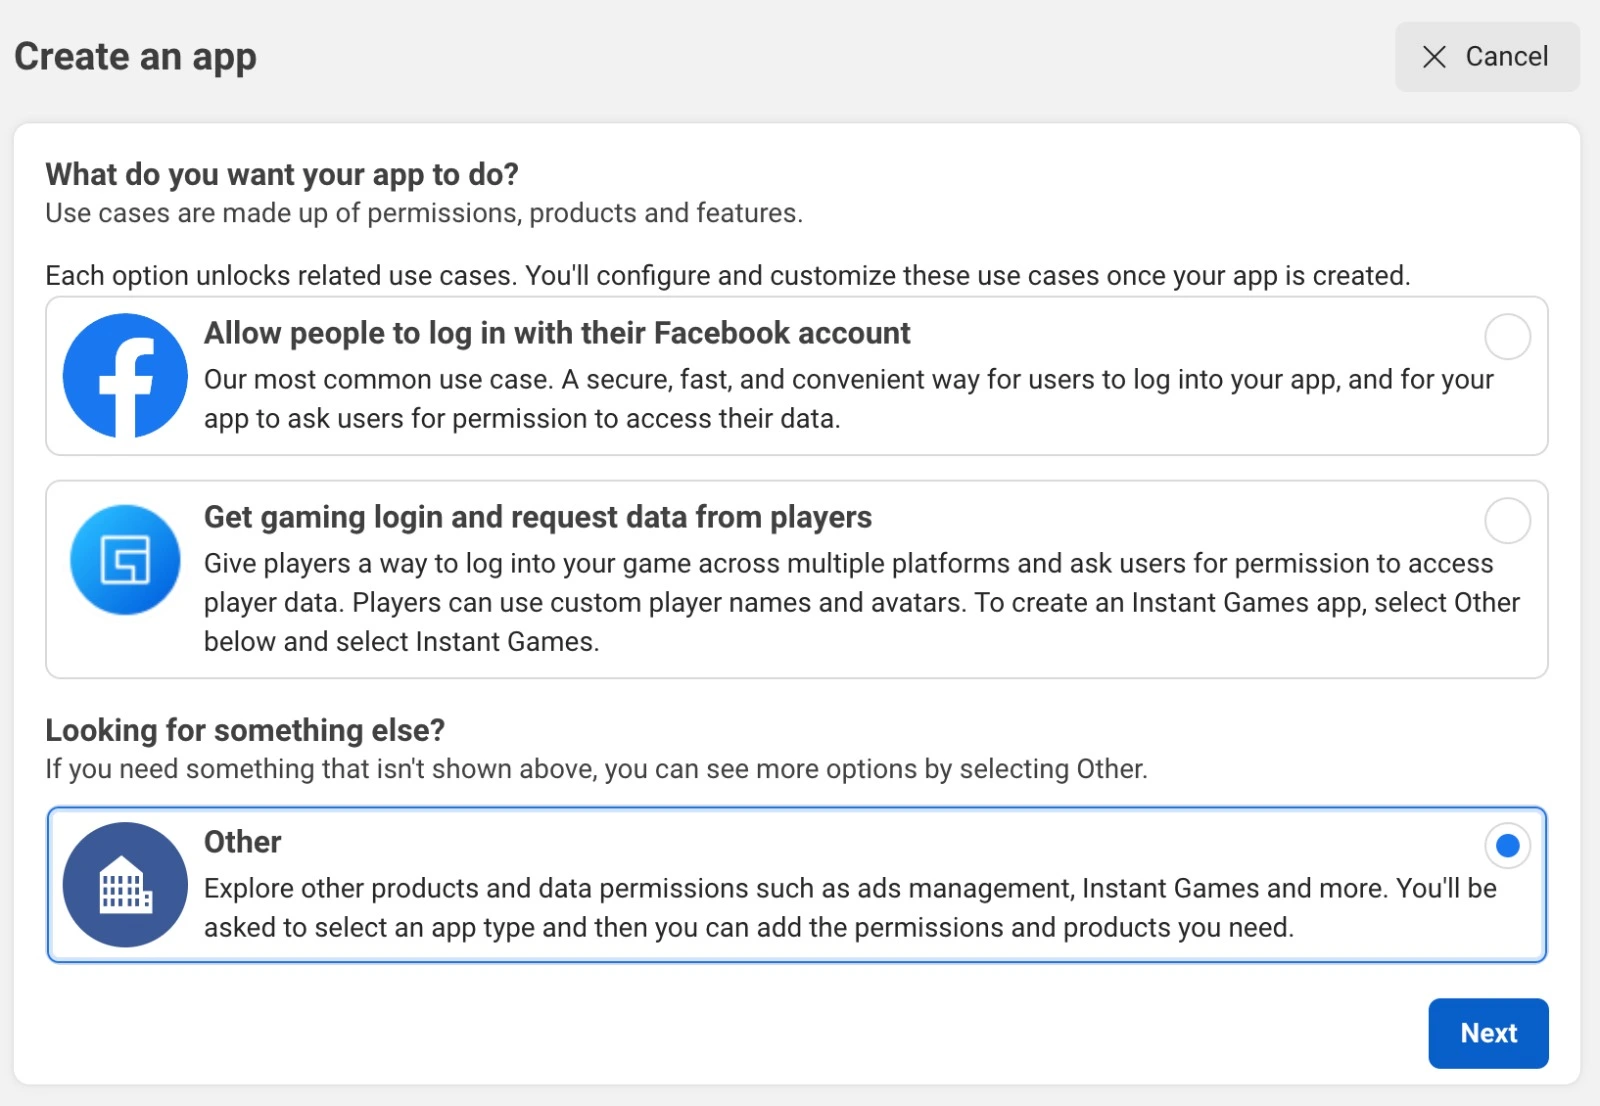 Create an app
Cancel
What do you want your app to do?
Use cases are made up of permissions, products and features.
Each option unlocks related use cases. You'll configure and customize these use cases once your app is created.
Allow people to log in with their Facebook account
Our most common use case. A secure, fast, and convenient way for users to log into your app, and for your
app to ask users for permission to access their data.
Get gaming login and request data from players
Give players a way to log into your game across multiple platforms and ask users for permission to access
player data. Players can use custom player names and avatars. To create an Instant Games app, select Other
below and select Instant Games.
Looking for something else?
If you need something that isn't shown above, you can see more options by selecting Other.
Other
Explore other products and data permissions such as ads management, Instant Games and more. You'll be
asked to select an app type and then you can add the permissions and products you need.
Next